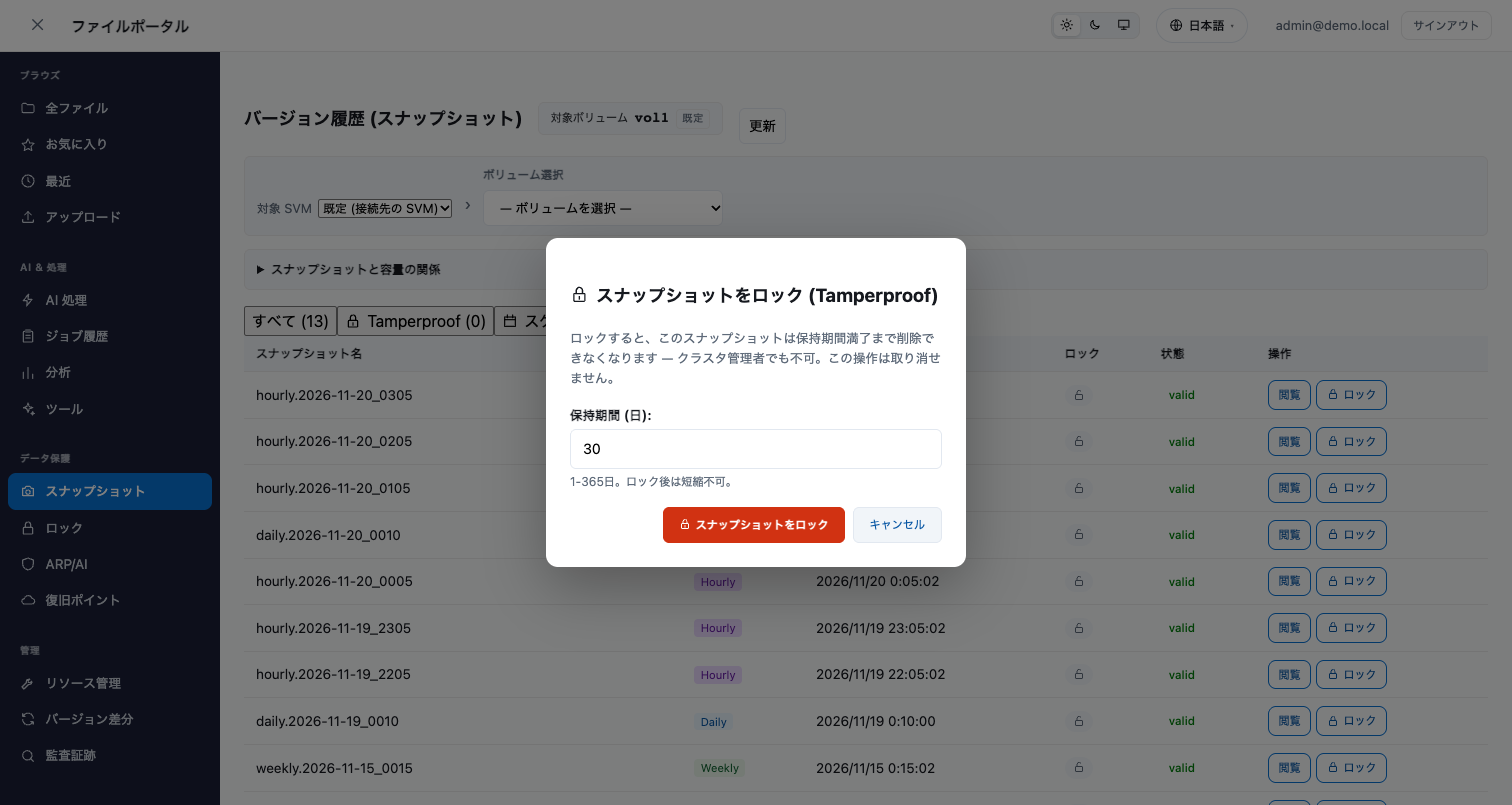 ファイルポータル
日本語
admin@demo.local
サインアウト
ブラウズ
全ファイル
お気に入り
最近
アップロード
AI & 処理
AI 処理
ジョブ履歴
分析
ツール
データ保護
スナップショット
ロック
ARP/AI
復旧ポイント
管理
リソース管理
バージョン差分
監査証跡
バージョン履歴 (スナップショット)
対象ボリューム vol1 既定
更新
ボリューム選択
対象 SVM 既定 (接続先の SVM) › — ボリュームを選択 —
スナップショットと容量の関係
すべて (13) Tamperproof (0)
スナップショット名 ロック 状態 操作
hourly.2026-11-20_0305 valid 閲覧 ロック
hourly.2026-11-20_0205 valid 閲覧 ロック
hourly.2026-11-20_0105 valid 閲覧 ロック
daily.2026-11-20_0010 valid 閲覧 ロック
hourly.2026-11-20_0005 Hourly 2026/11/20 0:05:02 valid 閲覧 ロック
hourly.2026-11-19_2305 Hourly 2026/11/19 23:05:02 valid 閲覧 ロック
hourly.2026-11-19_2205 Hourly 2026/11/19 22:05:02 valid 閲覧 ロック
daily.2026-11-19_0010 Daily 2026/11/19 0:10:00 valid 閲覧 ロック
weekly.2026-11-15_0015 Weekly 2026/11/15 0:15:02 valid 閲覧 ロック
スナップショットをロック (Tamperproof)
ロックすると、このスナップショットは保持期間満了まで削除で
きなくなります — クラスタ管理者でも不可。この操作は取り消せ
ません。
保持期間 (日):
30
1-365日。ロック後は短縮不可。
スナップショットをロック キャンセル